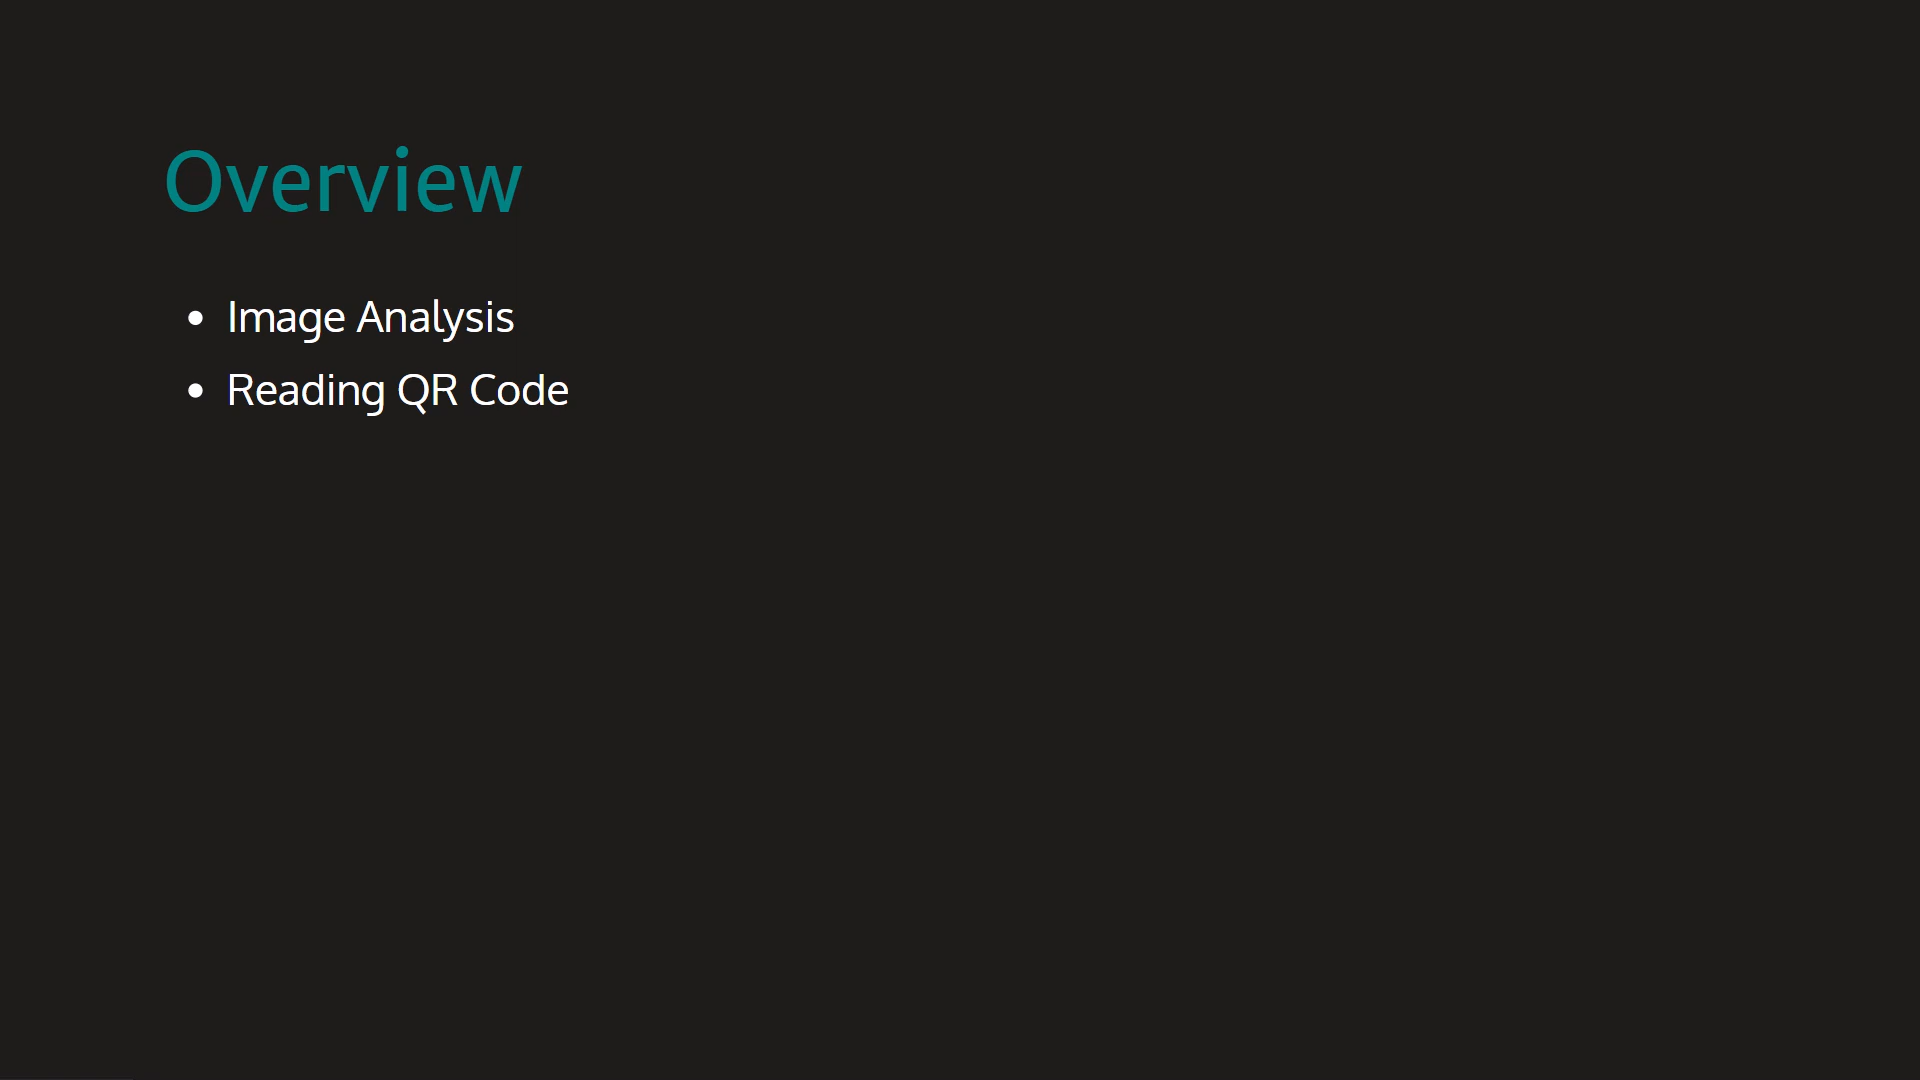 Overview
• Image Analysis
• Reading QR Code